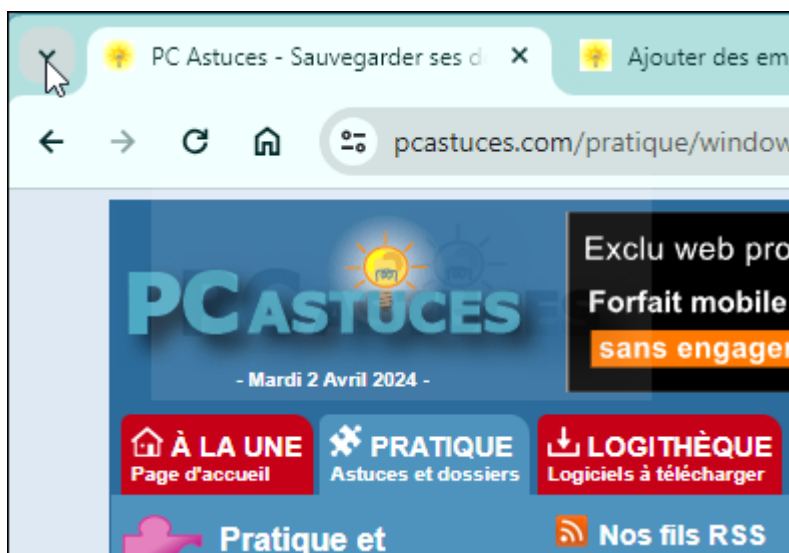 PC Astuces - Sauvegarder ses d
Ajouter des em
pcastuces.com/pratique/window
Exclu web pro
PC ASTUCES
Forfait mobile
sans engager
- Mardi 2 Avril 2024 -
À LA UNE
Page d'accueil
PRATIQUE
Astuces et dossiers
LOGITHÈQUE
Logiciels à télécharger
Pratique et
Nos fils RSS